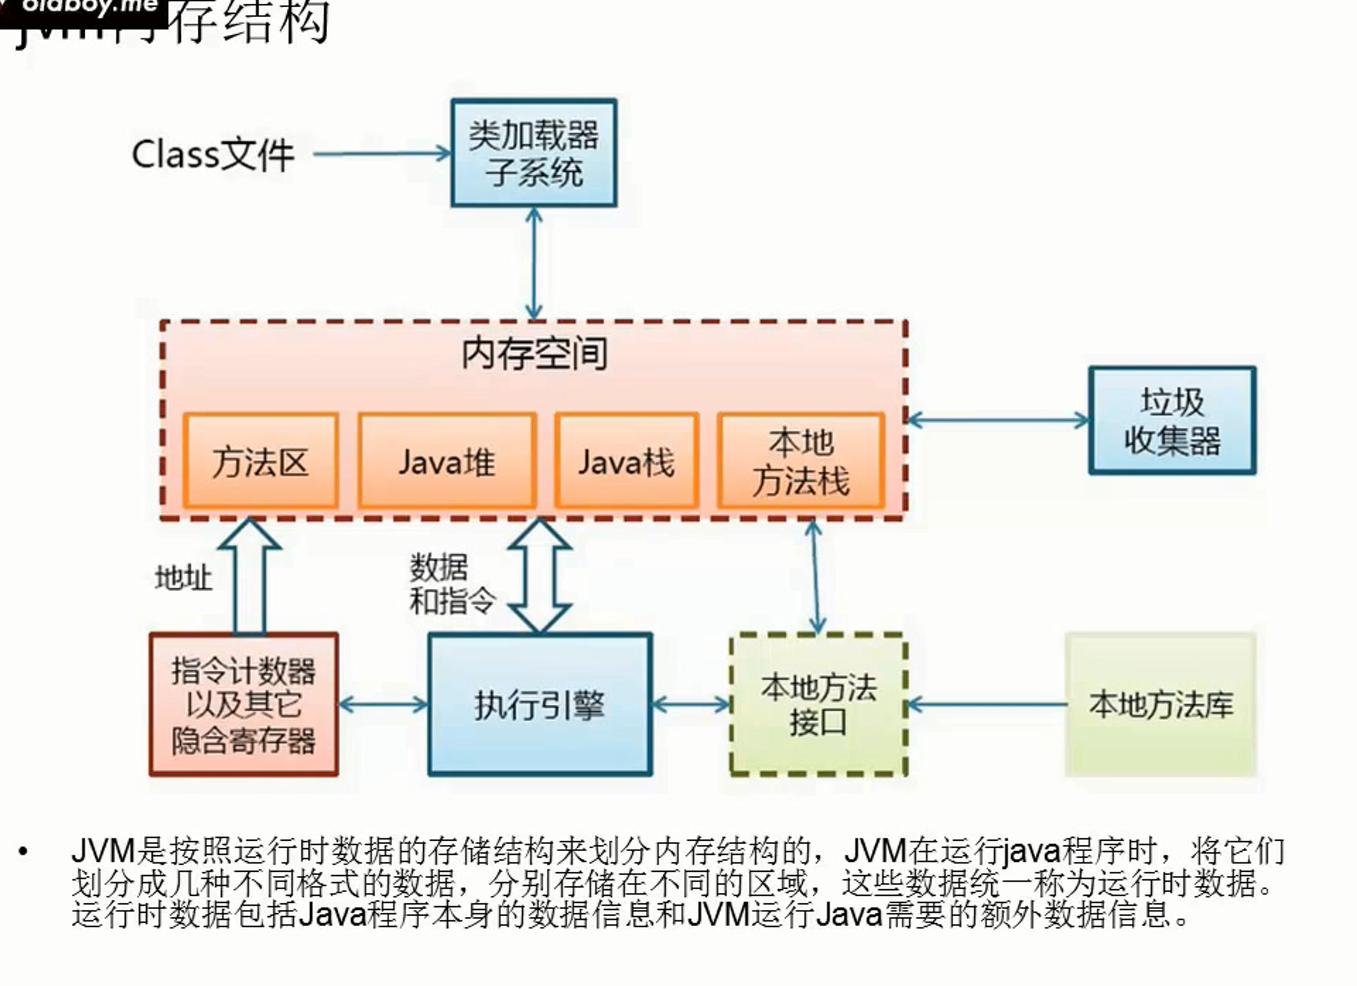 oldboy.me
jvm内存结构
Class文件
类加载器
子系统
内存空间
方法区
Java堆
Java栈
本地
方法栈
垃圾
收集器
地址
数据
和指令
指令计数器
以及其它
隐含寄存器
执行引擎
本地方法
接口
本地方法库
• JVM是按照运行时数据的存储结构来划分内存结构的，JVM在运行java程序时，将它们
划分成几种不同格式的数据，分别存储在不同的区域，这些数据统一称为运行时数据。
运行时数据包括Java程序本身的数据信息和JVM运行Java需要的额外数据信息。